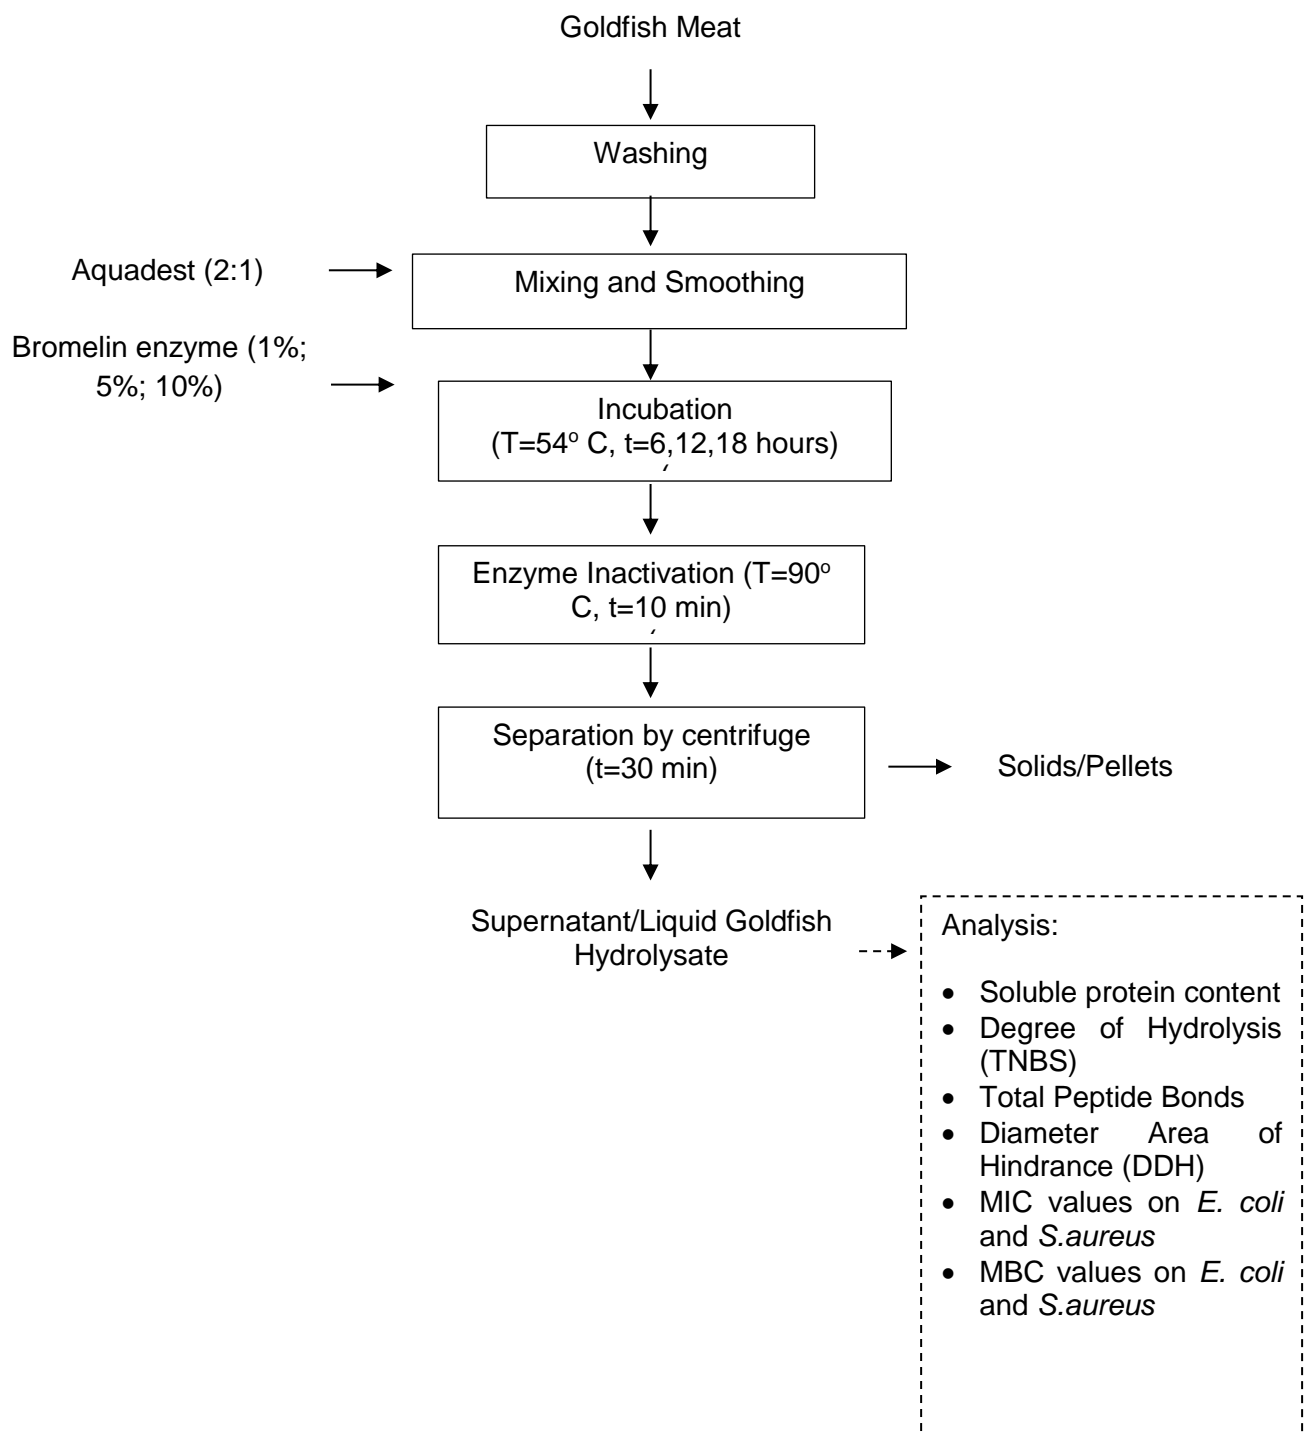 Goldfish Meat
Washing
Aquadest (2:1)
Mixing and Smoothing
Bromelin enzyme (1%;
5%; 10%)
Incubation
(T=54º C, t=6,12,18 hours)
Enzyme Inactivation (T=90º
C, t=10 min)
Separation by centrifuge
(t=30 min)
Solids/Pellets
Supernatant/Liquid Goldfish
Hydrolysate
Analysis:
• Soluble protein content
• Degree of Hydrolysis
(TNBS)
• Total Peptide Bonds
• Diameter Area of
Hindrance (DDH)
• MIC values on E. coli
and S.aureus
• MBC values on E. coli
and S.aureus